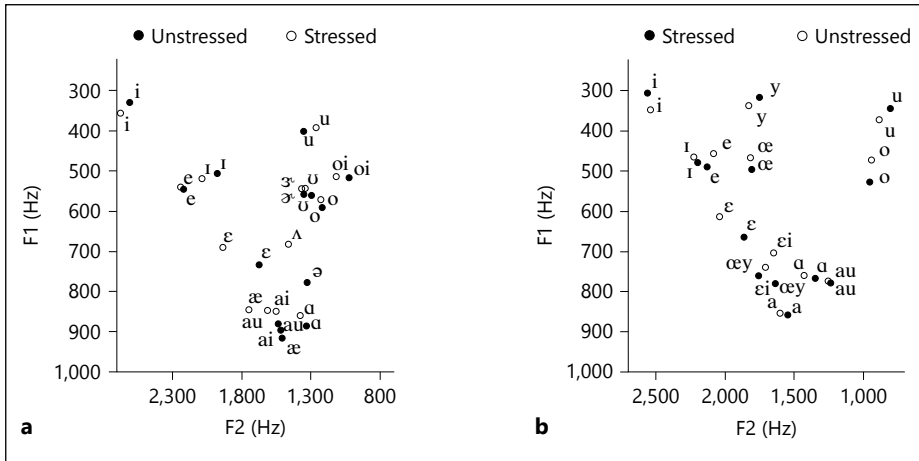 Unstressed Stressed
300
400
500
600
700
800
900
1,000
F1 (Hz)
i
i
u
u
ɪ
ɪ
oi
oi
e
ɝ
ʊ
e
ɚ
ʊ
o
o
ɛ
ʌ
ɛ
ə
æ
ai
ɑ
au
au
ɑ
ai
æ
2,300 1,800 1,300 800
F2 (Hz)
a
Stressed Unstressed
300
400
500
600
700
800
900
1,000
F1 (Hz)
i
i
y
y
u
u
e
œ
o
ɪ
e
œ
o
ɛ
ɛ
ɛi
œy
ɑ
ɑ
au
ɛi
œy
au
a
a
2,500 2,000 1,500 1,000
F2 (Hz)
b